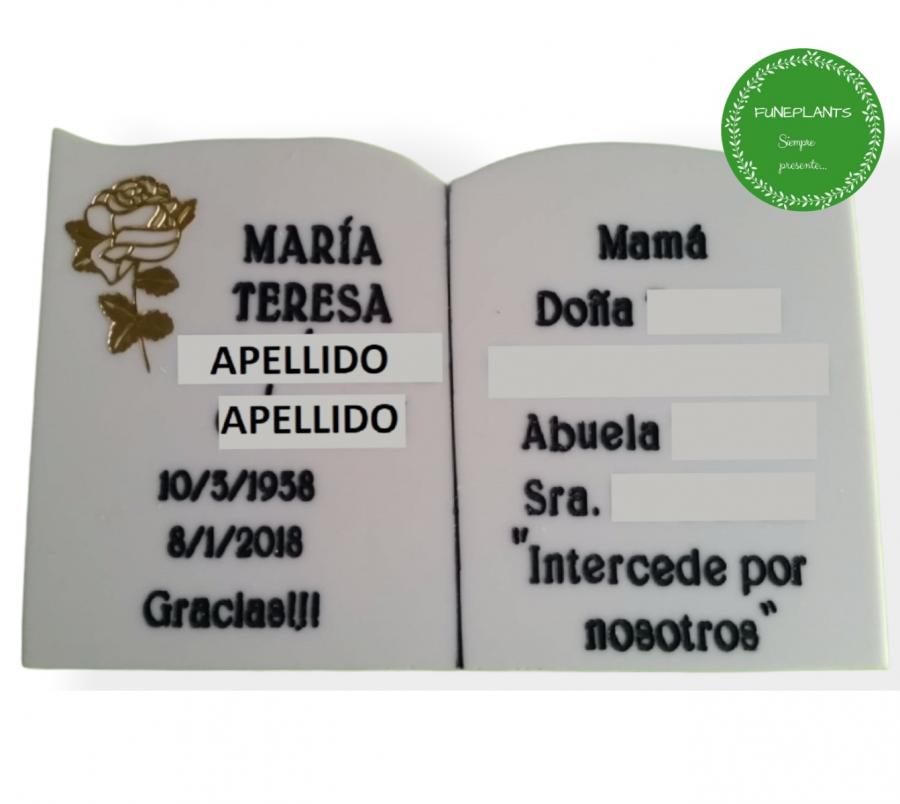 FUNEPLANTS
Siempre
presente...
MARÍA
TERESA
APELLIDO
APELLIDO
10/5/1958
8/1/2018
Gracias!!!
Mamá
Doña
Abuela
Sra.
"Intercede por
nosotros"